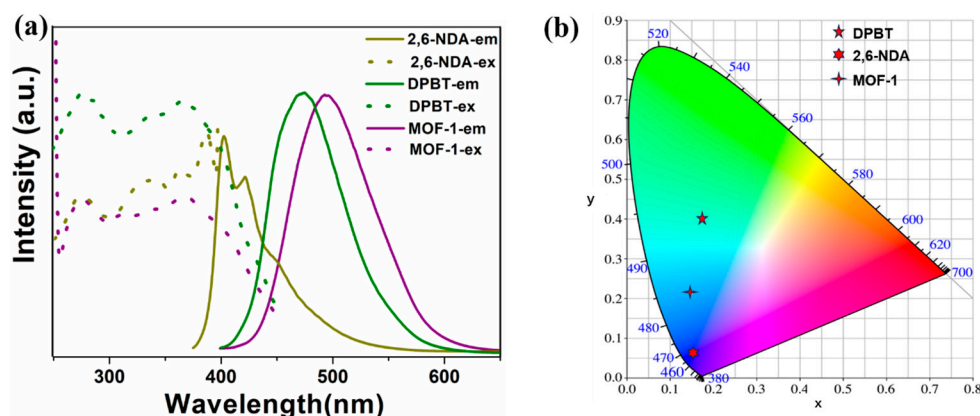 (a)
Intensity (a.u.)
2,6-NDA-em
2,6-NDA-ex
DPBT-em
DPBT-ex
MOF-1-em
MOF-1-ex
300 400 500 600
Wavelength(nm)
(b)
DPBT
2,6-NDA
MOF-1
y
0.9
0.8
0.7
0.6
0.5
0.4
0.3
0.2
0.1
0.0
520
540
560
500
580
600
620
490
700
480
470
460
380
0.0 0.1 0.2 0.3 0.4 0.5 0.6 0.7 0.8
x